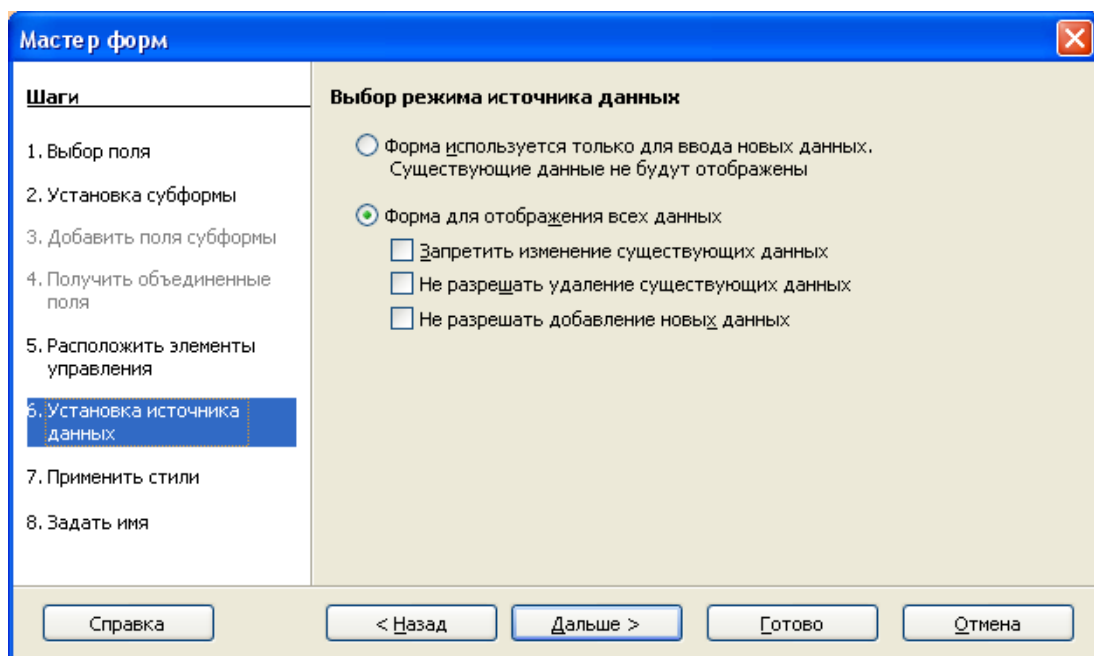 Мастер форм
Шаги
1. Выбор поля
2. Установка субформы
3. Добавить поля субформы
4. Получить объединенные
поля
5. Расположить элементы
управления
6. Установка источника
данных
7. Применить стили
8. Задать имя
Выбор режима источника данных
Форма используется только для ввода новых данных.
Существующие данные не будут отображены
Форма для отображения всех данных
Запретить изменение существующих данных
Не разрешать удаление существующих данных
Не разрешать добавление новых данных
Справка
< Назад
Дальше >
Готово
Отмена